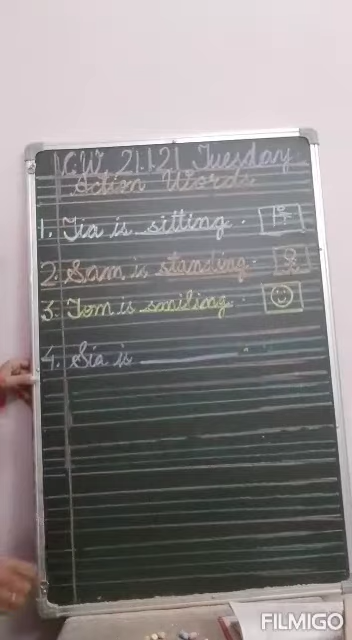 C.W. 21.1.21 Tuesday
Action Words
1. Tia is sitting.
2. Sam is standing.
3. Tom is smiling.
4. Sia is ________.
FILMIGO